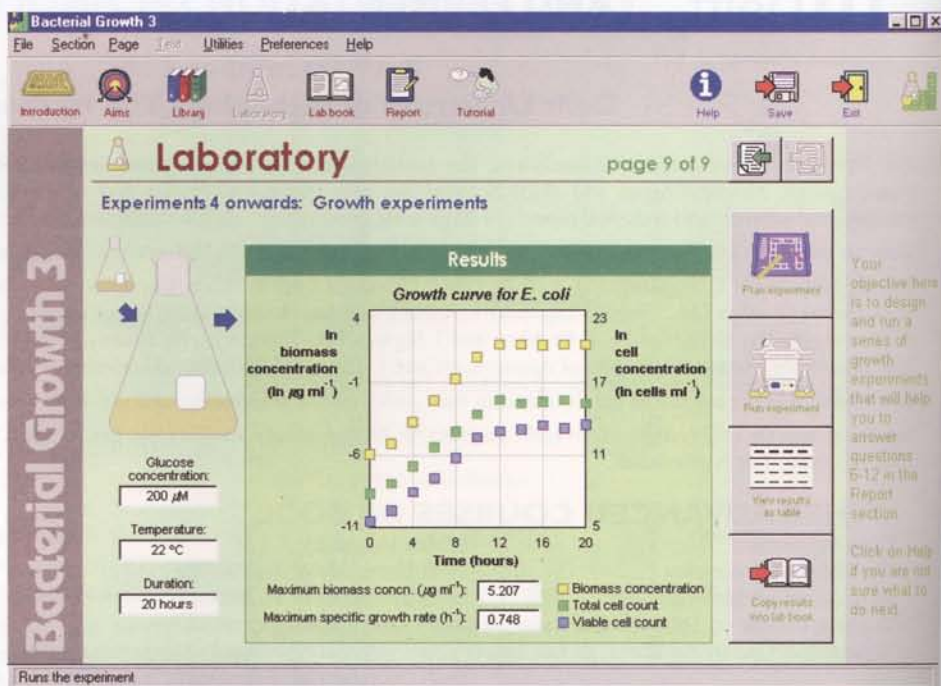 Bacterial Growth 3
File Section Page Text Utilities Preferences Help
Introduction Aims Library Laboratory Lab book Report Tutorial Help Save Exit
Laboratory
page 9 of 9
Experiments 4 onwards: Growth experiments
Bacterial Growth 3
Results
Growth curve for E. coli
ln
biomass
concentration
(ln µg ml⁻¹)
4
-1
-6
-11
23
17
11
5
ln
cell
concentration
(ln cells ml⁻¹)
0 4 8 12 16 20
Time (hours)
Glucose
concentration:
200 µM
Temperature:
22 °C
Duration:
20 hours
Maximum biomass concn. (µg ml⁻¹): 5.207
Maximum specific growth rate (h⁻¹): 0.748
Biomass concentration
Total cell count
Viable cell count
Plan experiment
Run experiment
View results
as table
Copy results
into lab book
Your
objective here
is to design
and run a
series of
growth
experiments
that will help
you to
answer
questions
6-12 in the
Report
section.
Click on Help
if you are not
sure what to
do next.
Runs the experiment